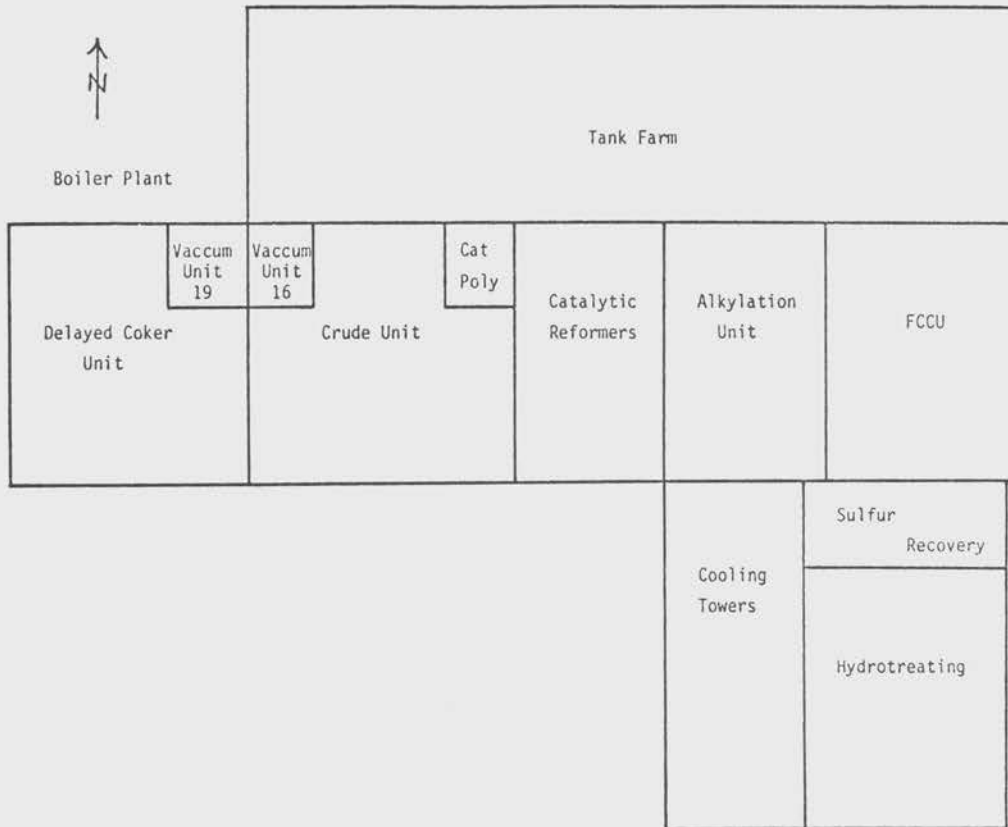 N
Tank Farm
Boiler Plant
Vaccum
Unit
19
Vaccum
Unit
16
Cat
Poly
Delayed Coker
Unit
Crude Unit
Catalytic
Reformers
Alkylation
Unit
FCCU
Cooling
Towers
Sulfur
Recovery
Hydrotreating